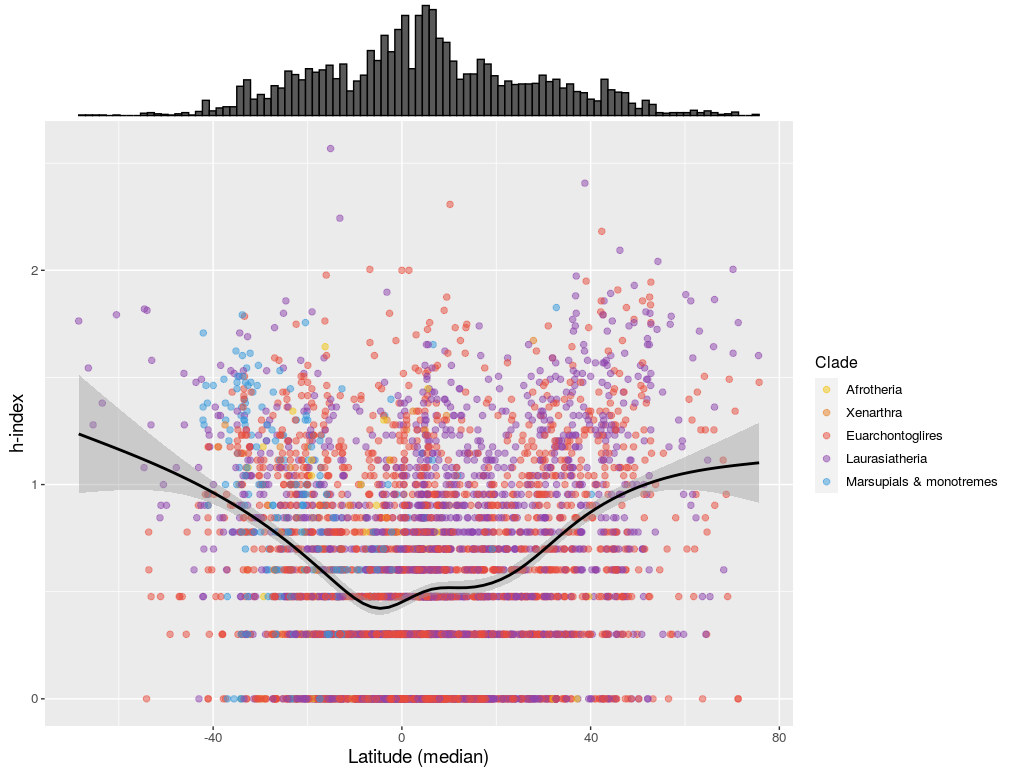 2
1
0
h-index
-40
0
40
80
Latitude (median)
Clade
Afrotheria
Xenarthra
Euarchontoglires
Laurasiatheria
Marsupials & monotremes